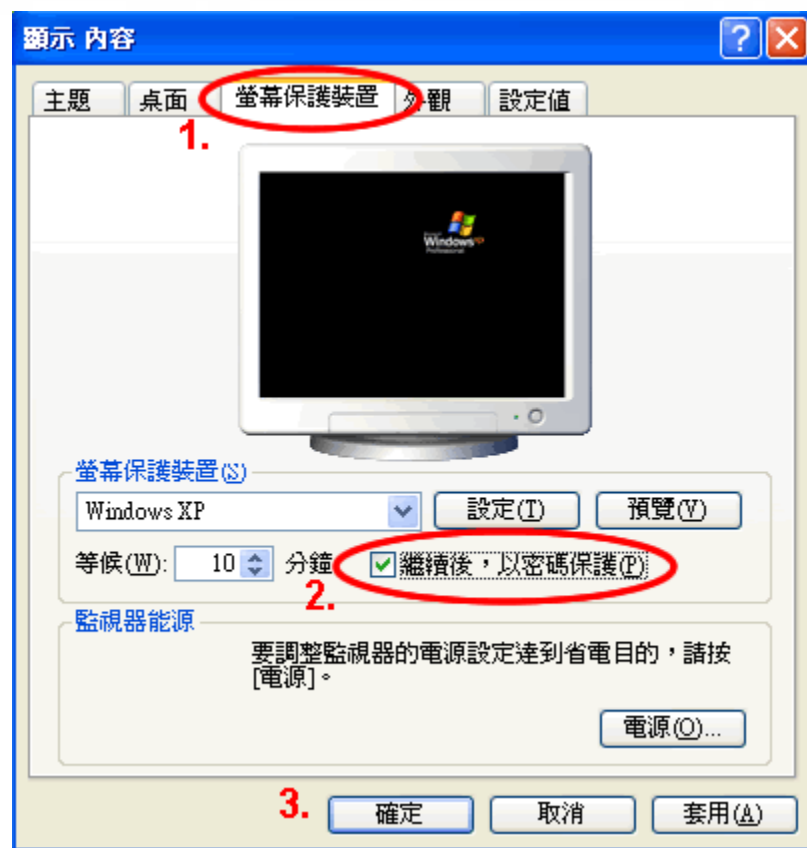 顯示 內容
主題 桌面 螢幕保護裝置 外觀 設定值
1.
Windows
Professional
螢幕保護裝置(S)
Windows XP 設定(T) 預覽(V)
等候(W): 10 分鐘 繼續後，以密碼保護(P)
2.
監視器能源
要調整監視器的電源設定達到省電目的，請按
[電源]。
電源(O)...
3. 確定 取消 套用(A)